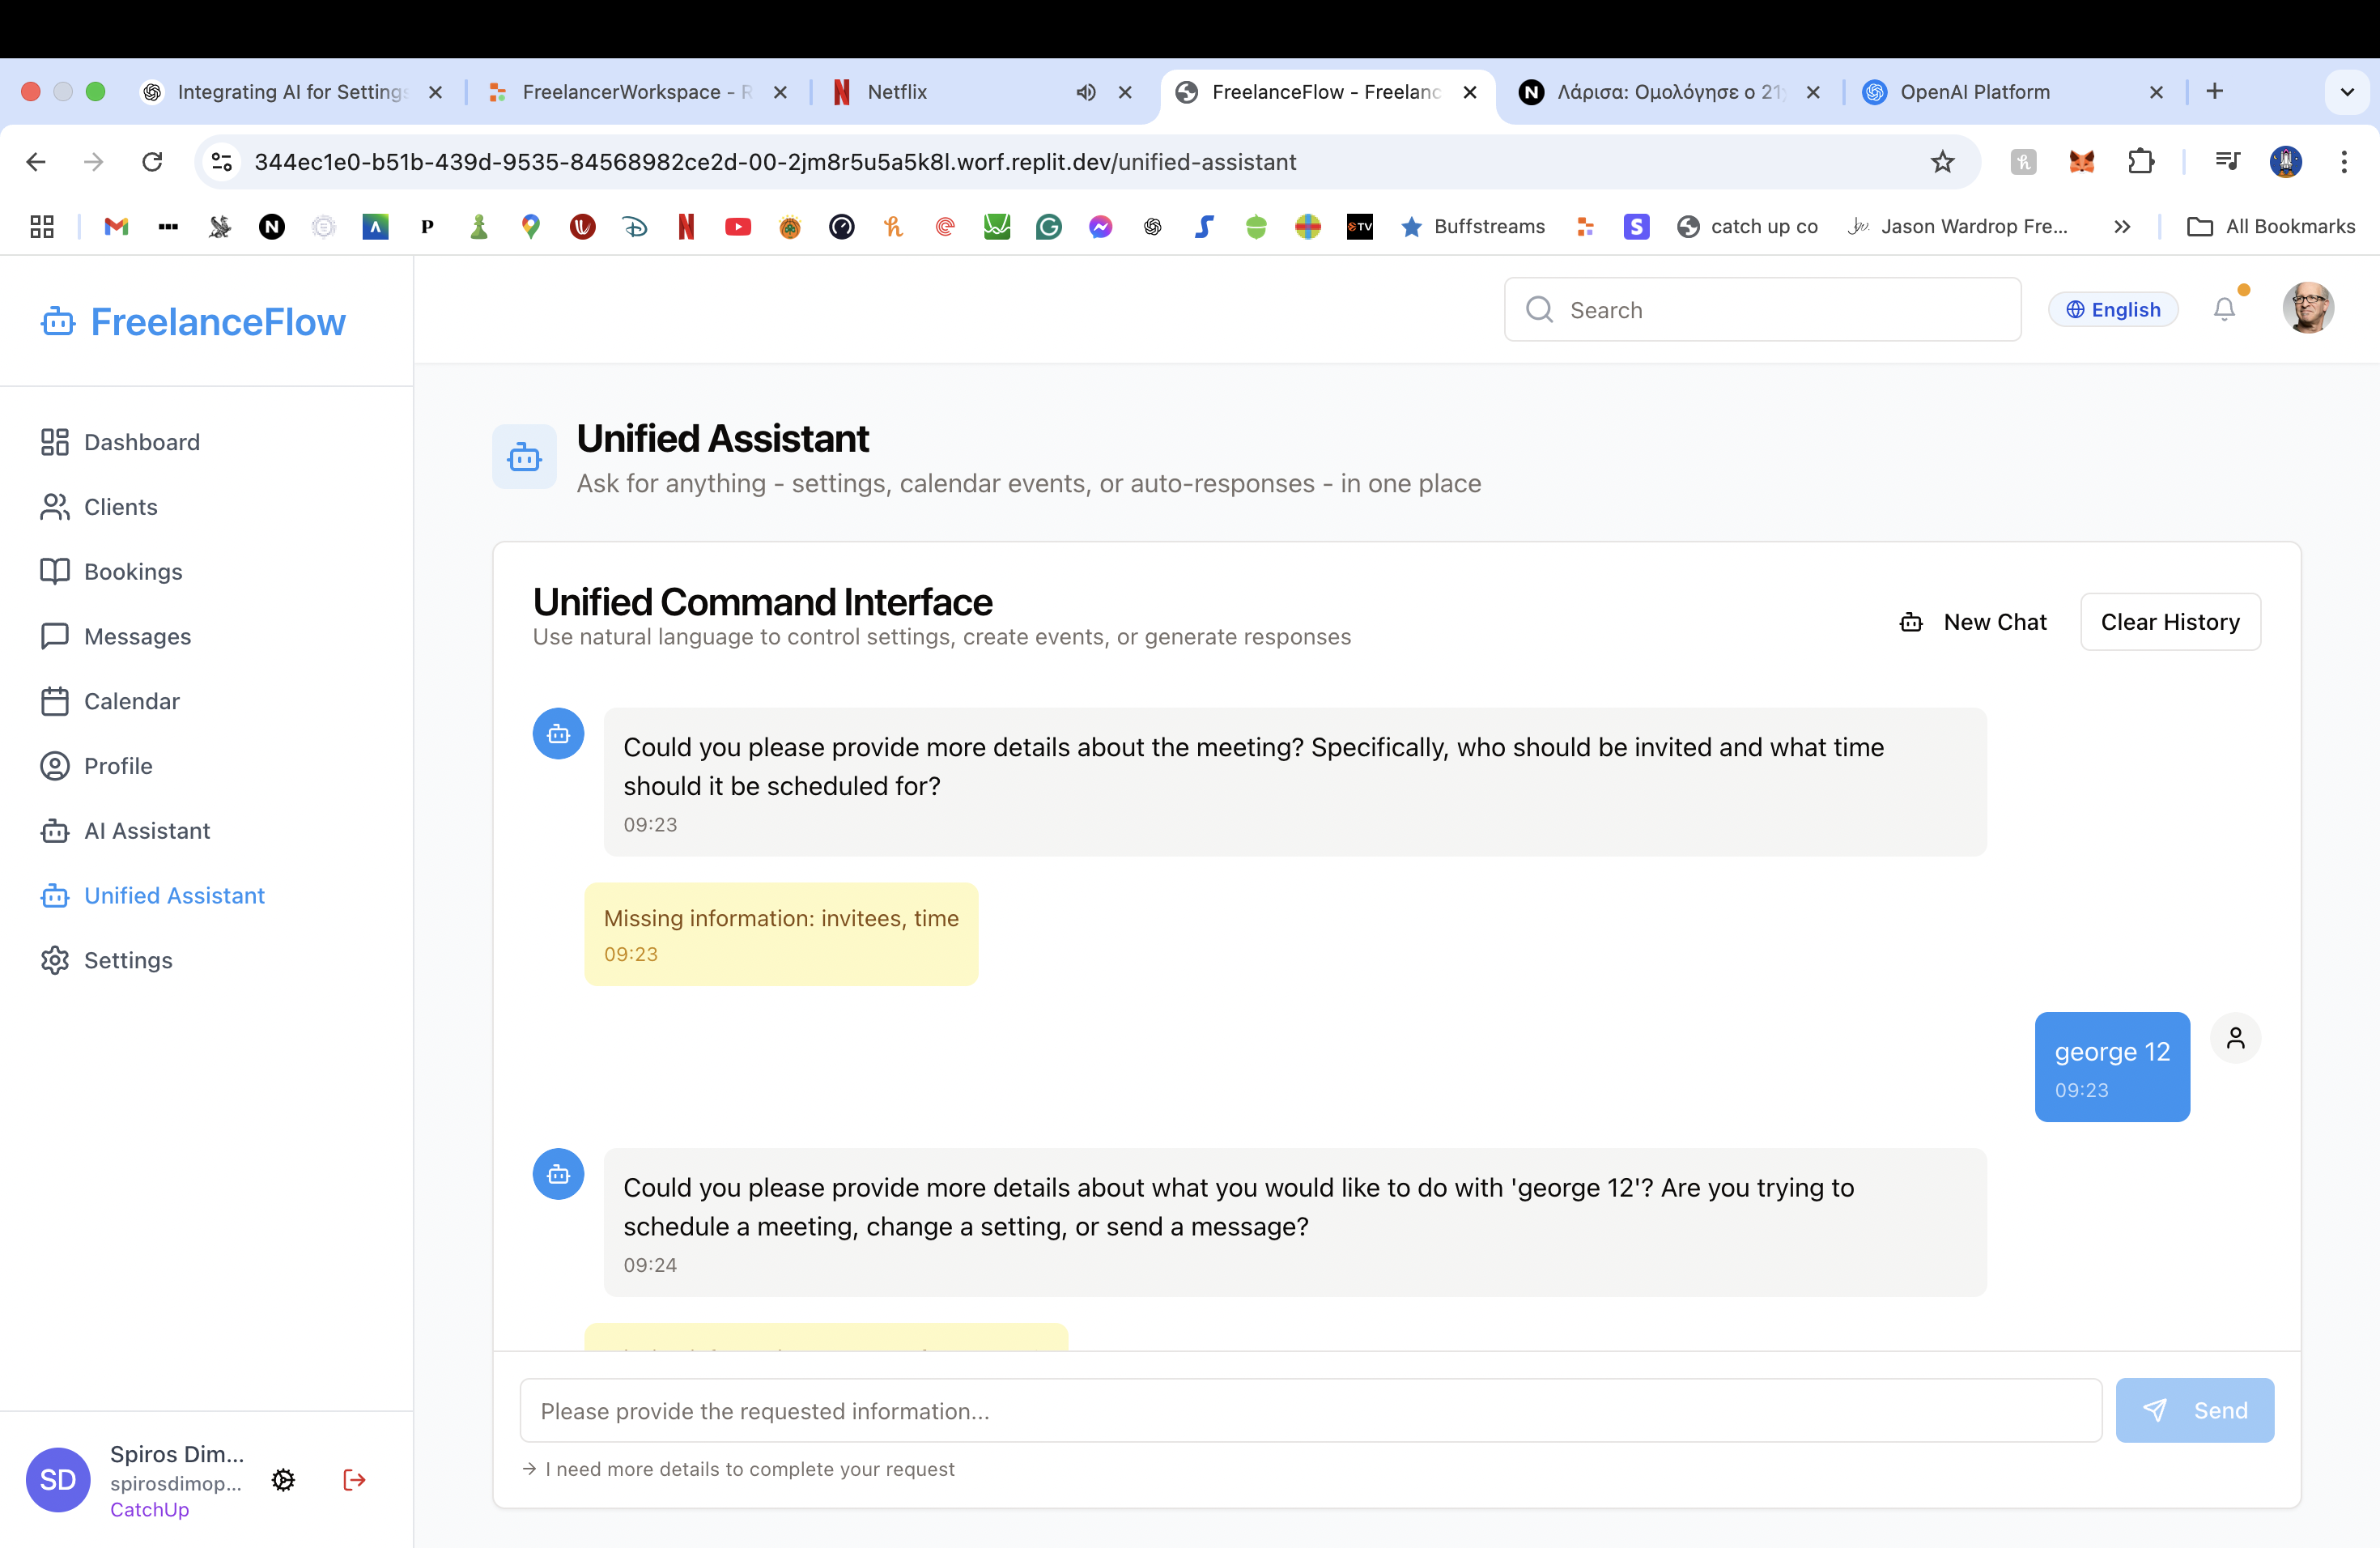 Integrating AI for Settings
FreelancerWorkspace - R
Netflix
FreelanceFlow - Freelanc
Λάρισα: Ομολόγησε ο 21χ
OpenAI Platform
344ec1e0-b51b-439d-9535-84568982ce2d-00-2jm8r5u5a5k8l.worf.replit.dev/unified-assistant
Buffstreams
catch up co
Jason Wardrop Fre...
All Bookmarks
FreelanceFlow
Search
English
Dashboard
Clients
Bookings
Messages
Calendar
Profile
AI Assistant
Unified Assistant
Settings
Spiros Dim...
SD
spirosdimop...
CatchUp
Unified Assistant
Ask for anything - settings, calendar events, or auto-responses - in one place
Unified Command Interface
Use natural language to control settings, create events, or generate responses
New Chat
Clear History
Could you please provide more details about the meeting? Specifically, who should be invited and what time
should it be scheduled for?
09:23
Missing information: invitees, time
09:23
george 12
09:23
Could you please provide more details about what you would like to do with 'george 12'? Are you trying to
schedule a meeting, change a setting, or send a message?
09:24
Please provide the requested information...
Send
→ I need more details to complete your request